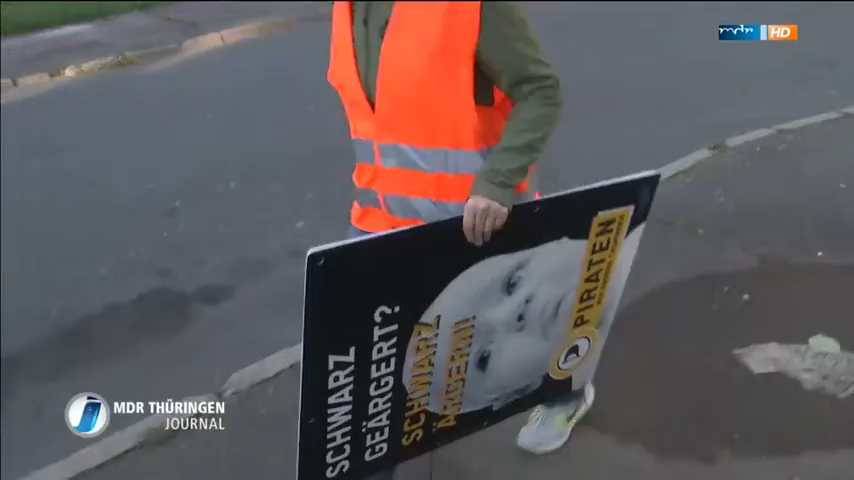 mdr HD
SCHWARZ
GEÄRGERT?
SCHWARZ
ÄRGERN!
PIRATEN
MDR THÜRINGEN
JOURNAL